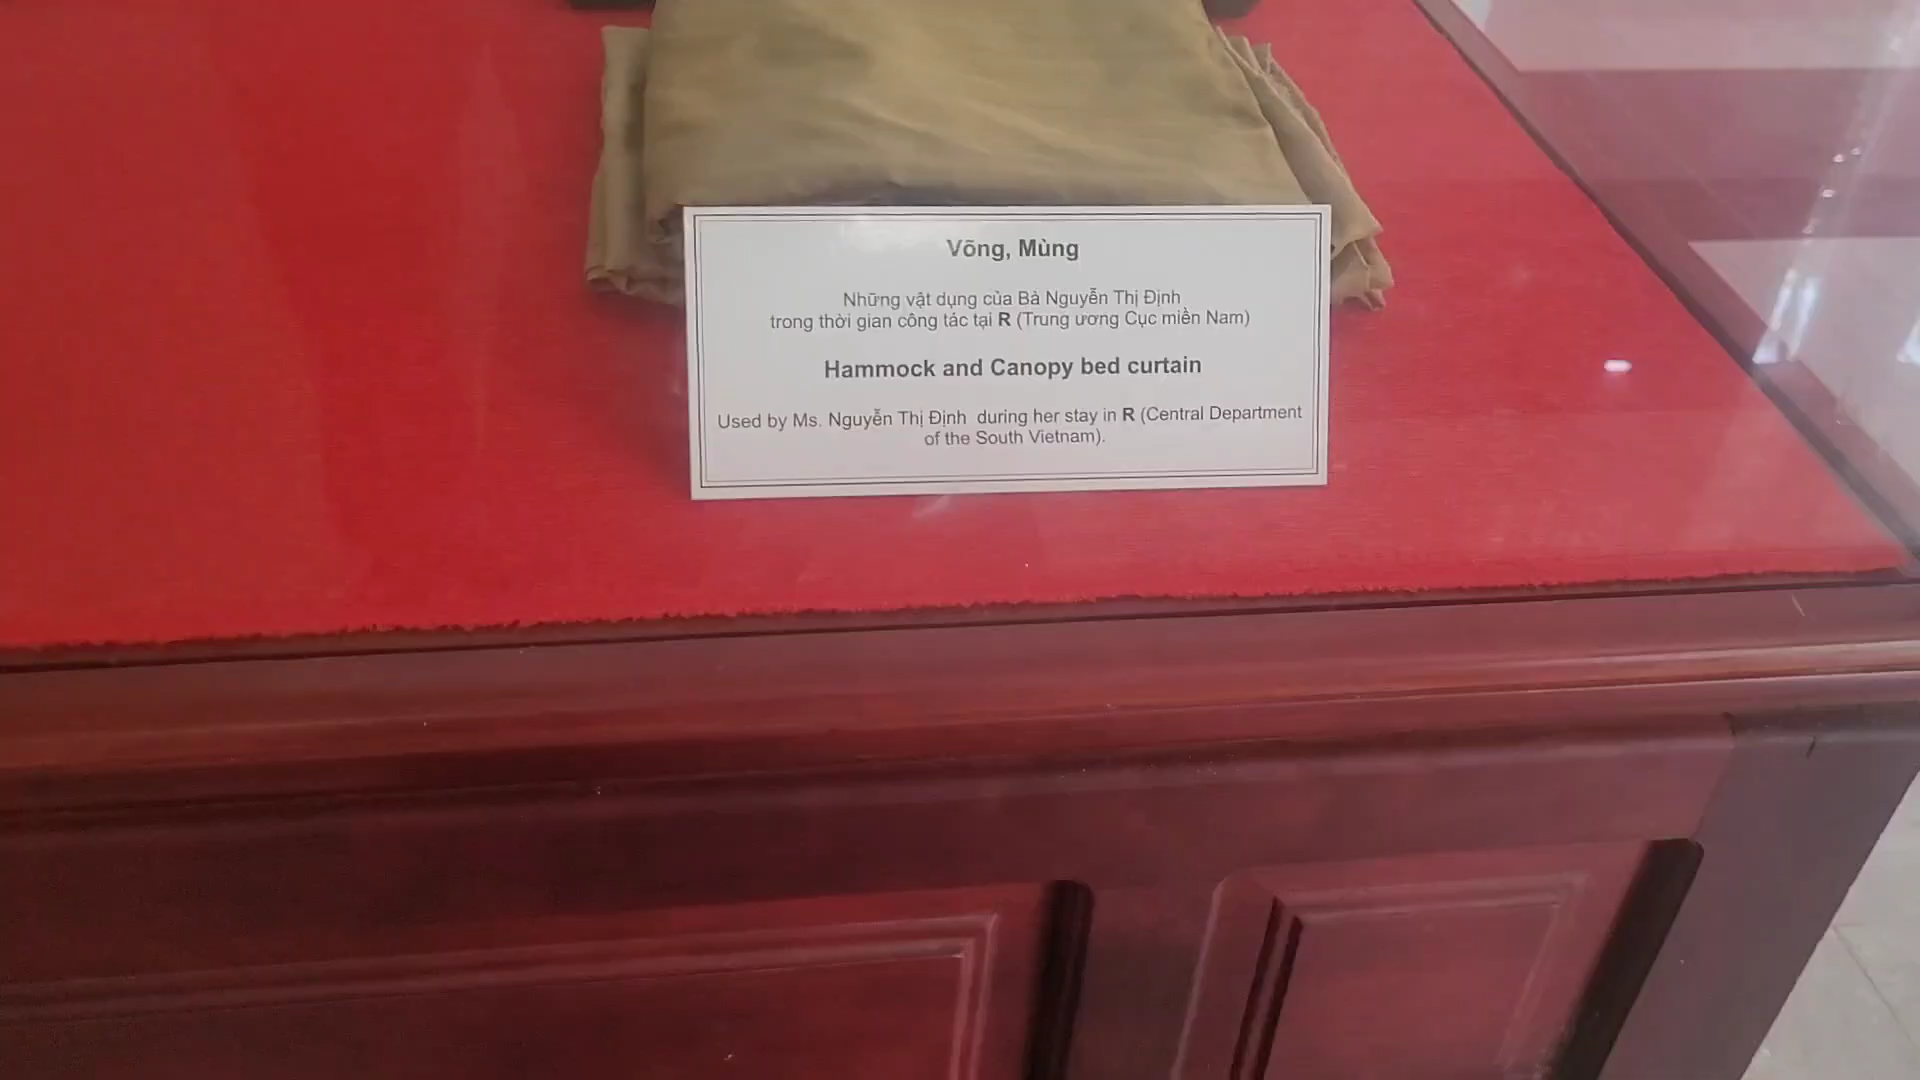 Võng, Mùng
Những vật dụng của Bà Nguyễn Thị Định
trong thời gian công tác tại R (Trung ương Cục miền Nam)
Hammock and Canopy bed curtain
Used by Ms. Nguyễn Thị Định during her stay in R (Central Department
of the South Vietnam).